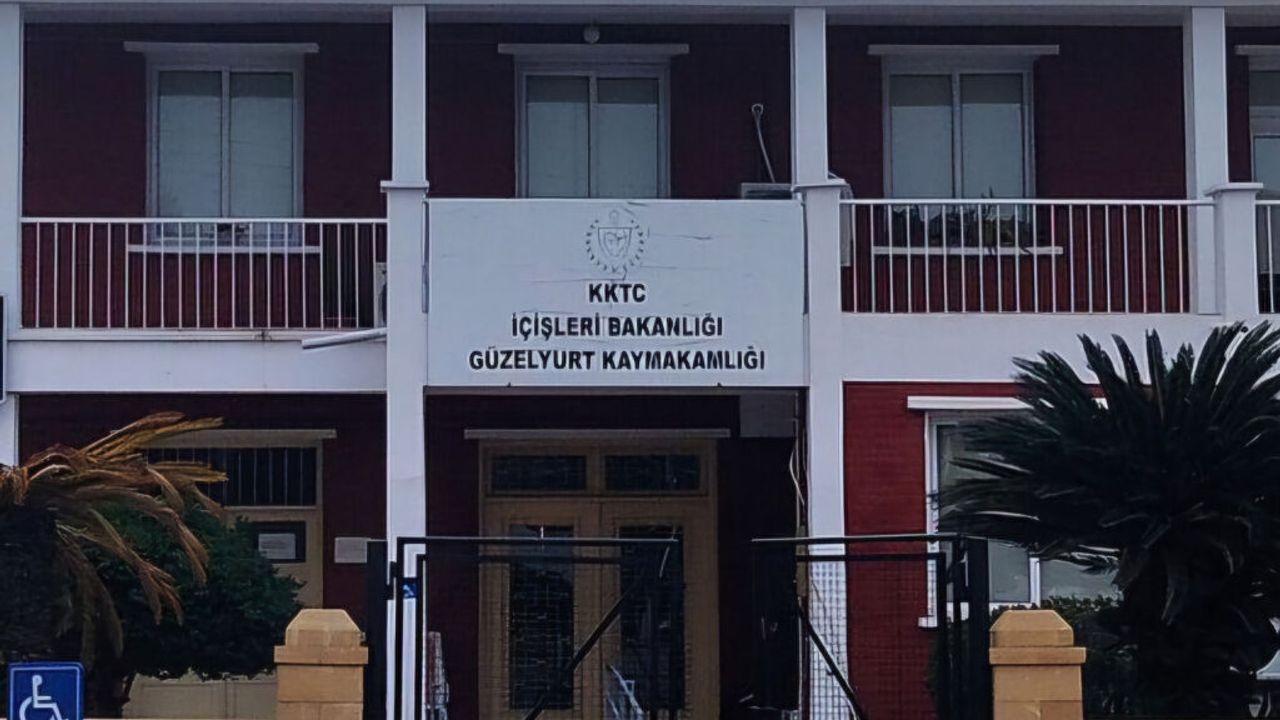 KKTC
İÇİŞLERİ BAKANLIĞI
GÜZELYURT KAYMAKAMLIĞI